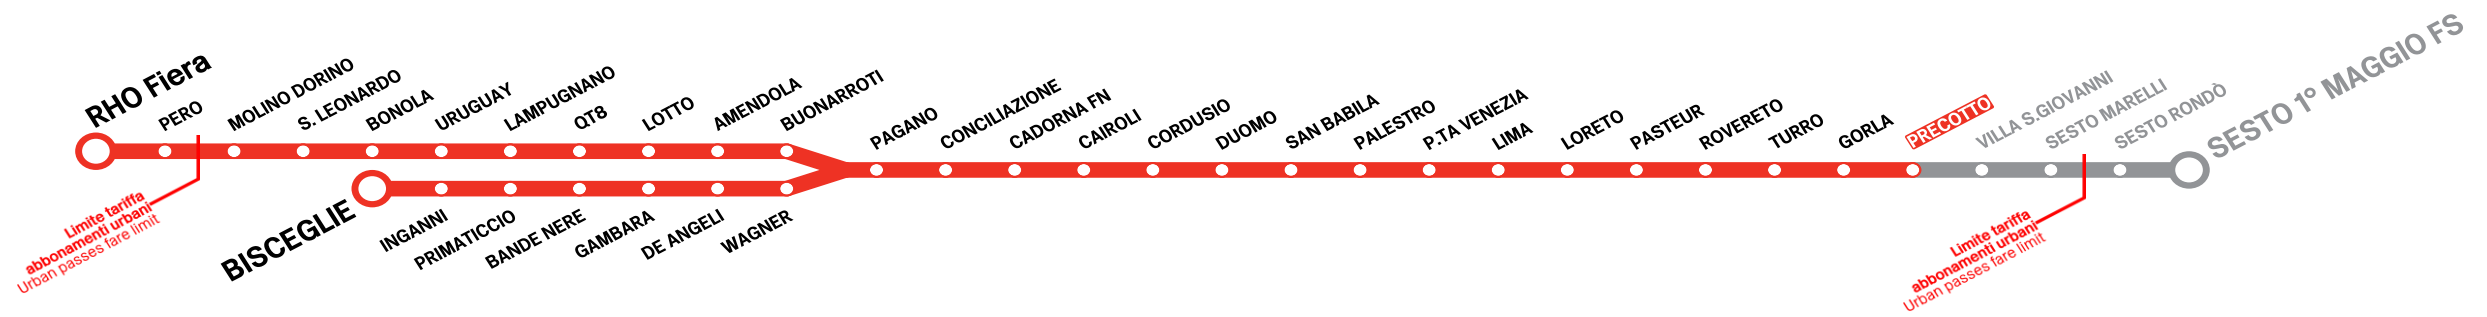 RHO Fiera
PERO
MOLINO DORINO
S. LEONARDO
BONOLA
URUGUAY
LAMPUGNANO
QT8
LOTTO
AMENDOLA
BUONARROTI
PAGANO
CONCILIAZIONE
CADORNA FN
CAIROLI
CORDUSIO
DUOMO
SAN BABILA
PALESTRO
P.TA VENEZIA
LIMA
LORETO
PASTEUR
ROVERETO
TURRO
GORLA
PRECOTTO
VILLA S.GIOVANNI
SESTO MARELLI
SESTO RONDÒ
SESTO 1° MAGGIO FS
Limite tariffa
abbonamenti urbani
Urban passes fare limit
BISCEGLIE
INGANNI
PRIMATICCIO
BANDE NERE
GAMBARA
DE ANGELI
WAGNER
Limite tariffa
abbonamenti urbani
Urban passes fare limit